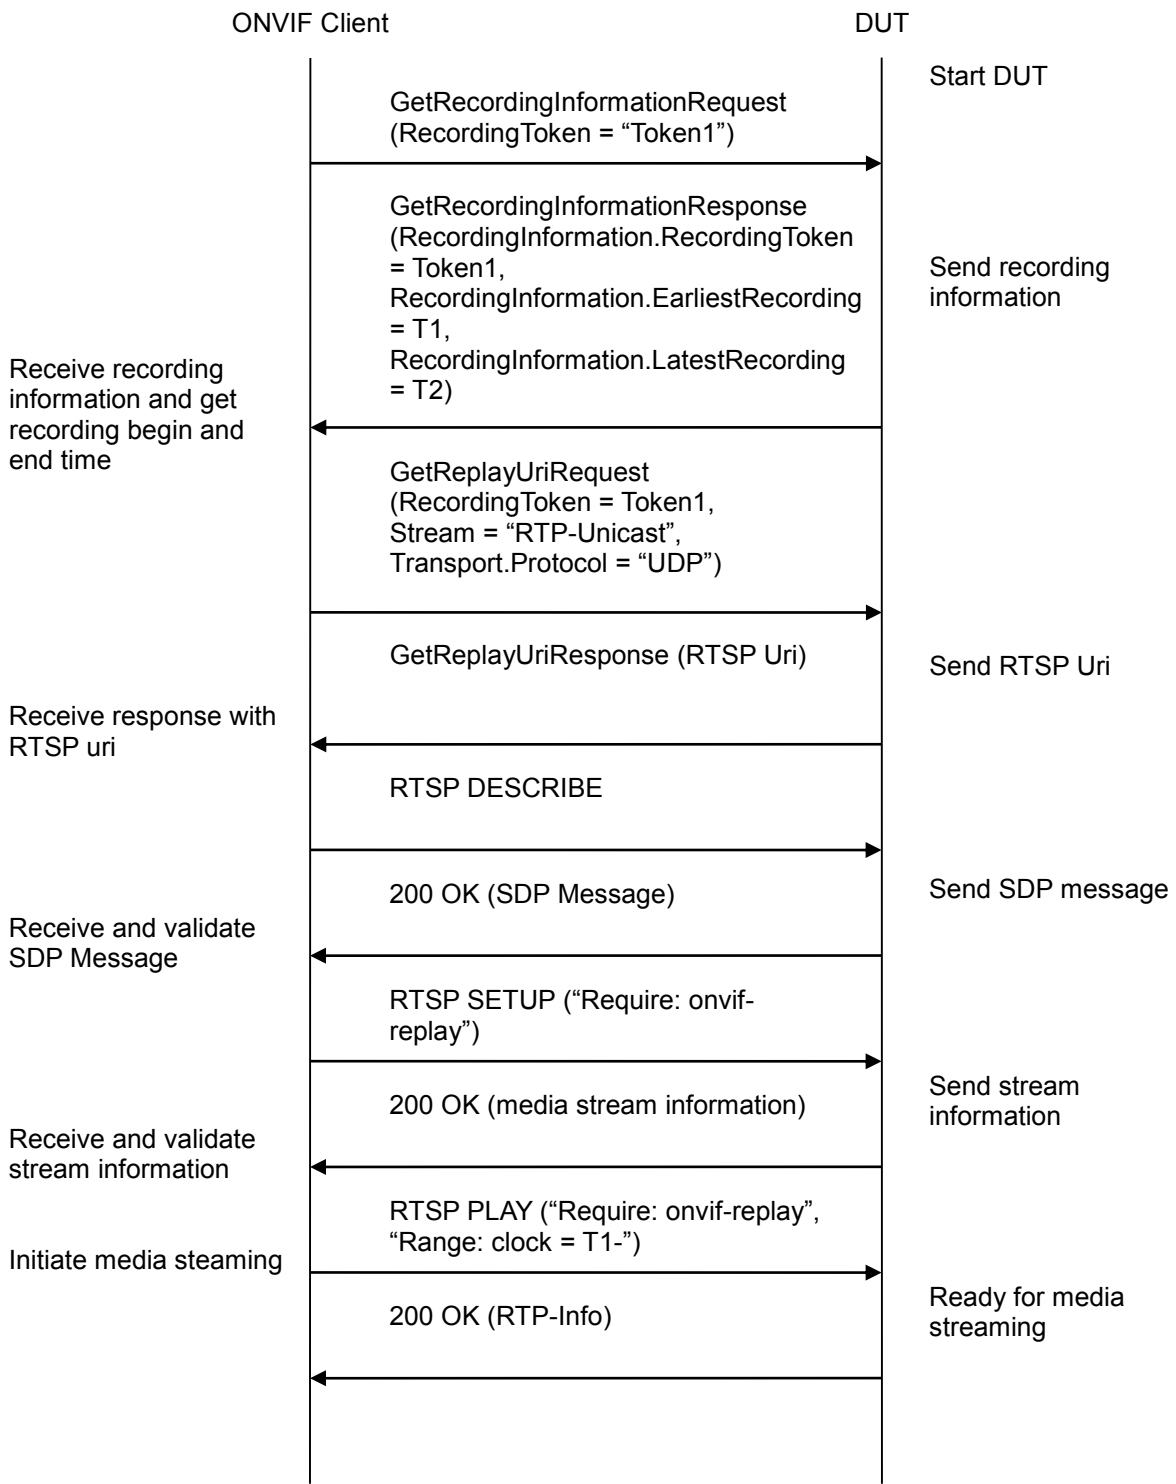 ONVIF Client
DUT
Start DUT
GetRecordingInformationRequest
(RecordingToken = “Token1”)
GetRecordingInformationResponse
(RecordingInformation.RecordingToken
= Token1,
RecordingInformation.EarliestRecording
= T1,
RecordingInformation.LatestRecording
= T2)
Send recording
information
Receive recording
information and get
recording begin and
end time
GetReplayUriRequest
(RecordingToken = Token1,
Stream = “RTP-Unicast”,
Transport.Protocol = “UDP”)
GetReplayUriResponse (RTSP Uri)
Send RTSP Uri
Receive response with
RTSP uri
RTSP DESCRIBE
200 OK (SDP Message)
Send SDP message
Receive and validate
SDP Message
RTSP SETUP (“Require: onvif-
replay”)
200 OK (media stream information)
Send stream
information
Receive and validate
stream information
RTSP PLAY (“Require: onvif-replay”,
“Range: clock = T1-”)
Initiate media steaming
200 OK (RTP-Info)
Ready for media
streaming